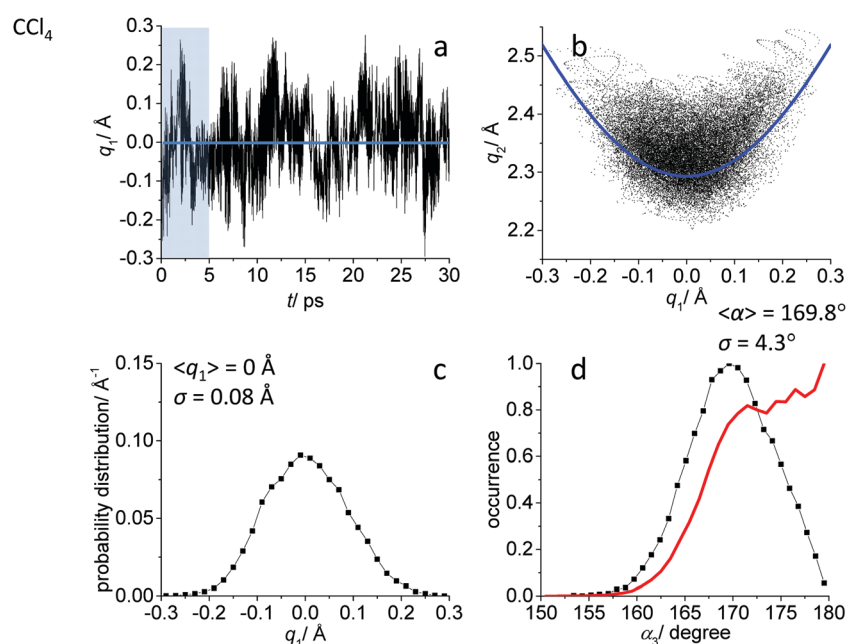 CCl₄
a
0.3
0.2
0.1
0.0
-0.1
-0.2
-0.3
q₁/ Å
0 5 10 15 20 25 30
t/ ps
b
2.5
2.4
2.3
2.2
q₂/ Å
-0.3 -0.2 -0.1 0.0 0.1 0.2 0.3
q₁/ Å
<q₁> = 0 Å
σ = 0.08 Å
c
0.20
0.15
0.10
0.05
0.00
probability distribution/ Å⁻¹
-0.3 -0.2 -0.1 0.0 0.1 0.2 0.3
q₁/ Å
<α> = 169.8°
σ = 4.3°
d
1.0
0.8
0.6
0.4
0.2
0.0
occurrence
150 155 160 165 170 175 180
α₃/ degree